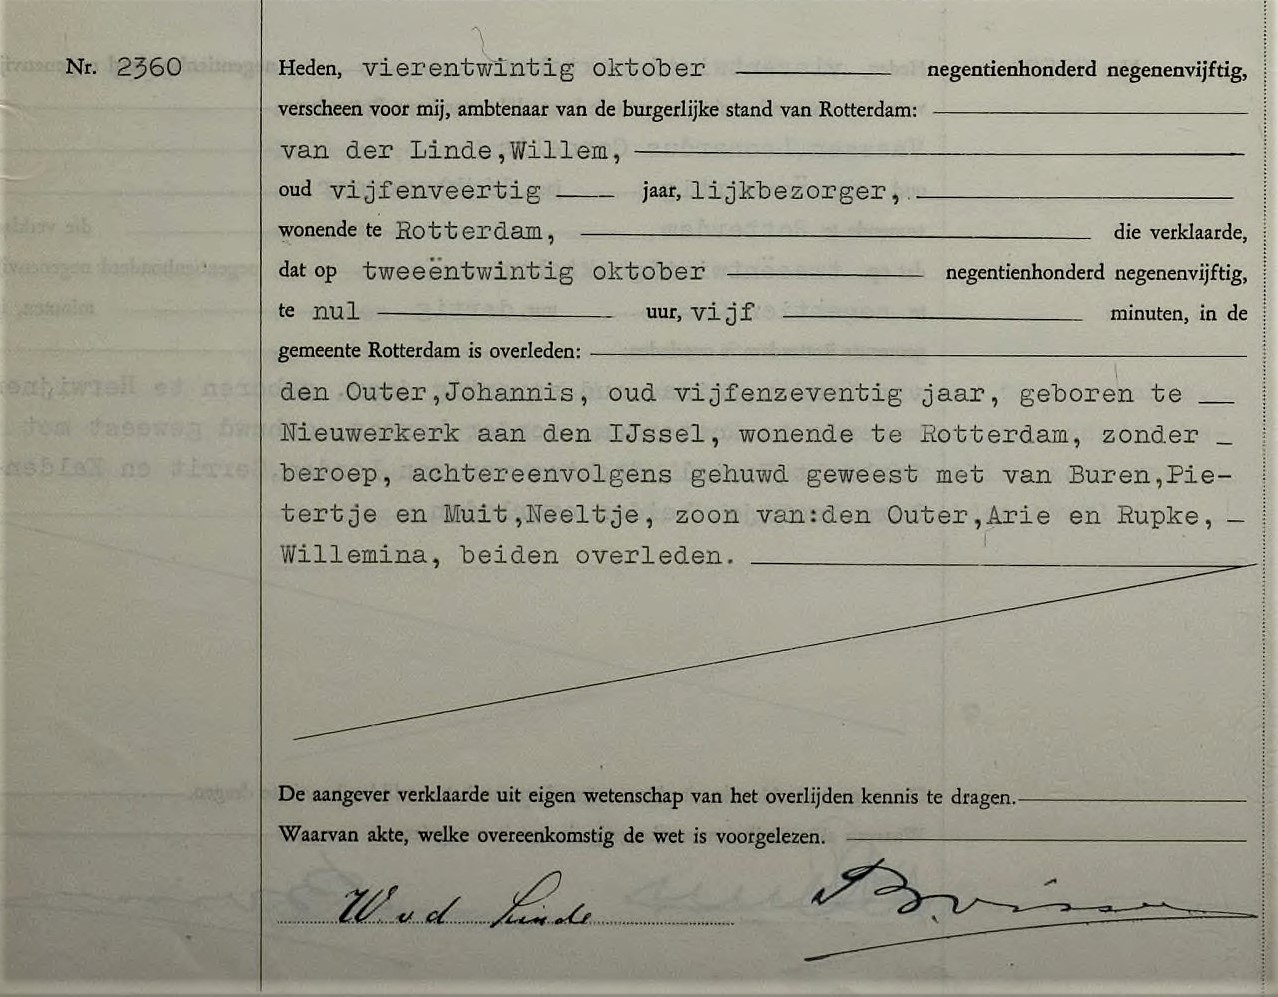 Nr. 2360
Heden, vierentwintig oktober negentienhonderd negenenvijftig,
verscheen voor mij, ambtenaar van de burgerlijke stand van Rotterdam:
van der Linde,Willem,
oud vijfenveertig jaar, lijkbezorger,
wonende te Rotterdam, die verklaarde,
dat op tweeëntwintig oktober negentienhonderd negenenvijftig,
te nul uur, vijf minuten, in de
gemeente Rotterdam is overleden:
den Outer,Johannis, oud vijfenzeventig jaar, geboren te
Nieuwerkerk aan den IJssel, wonende te Rotterdam, zonder
beroep, achtereenvolgens gehuwd geweest met van Buren,Pie-
tertje en Muit,Neeltje, zoon van:den Outer,Arie en Rupke,
Willemina, beiden overleden.
De aangever verklaarde uit eigen wetenschap van het overlijden kennis te dragen.
Waarvan akte, welke overeenkomstig de wet is voorgelezen.
W v d Linde